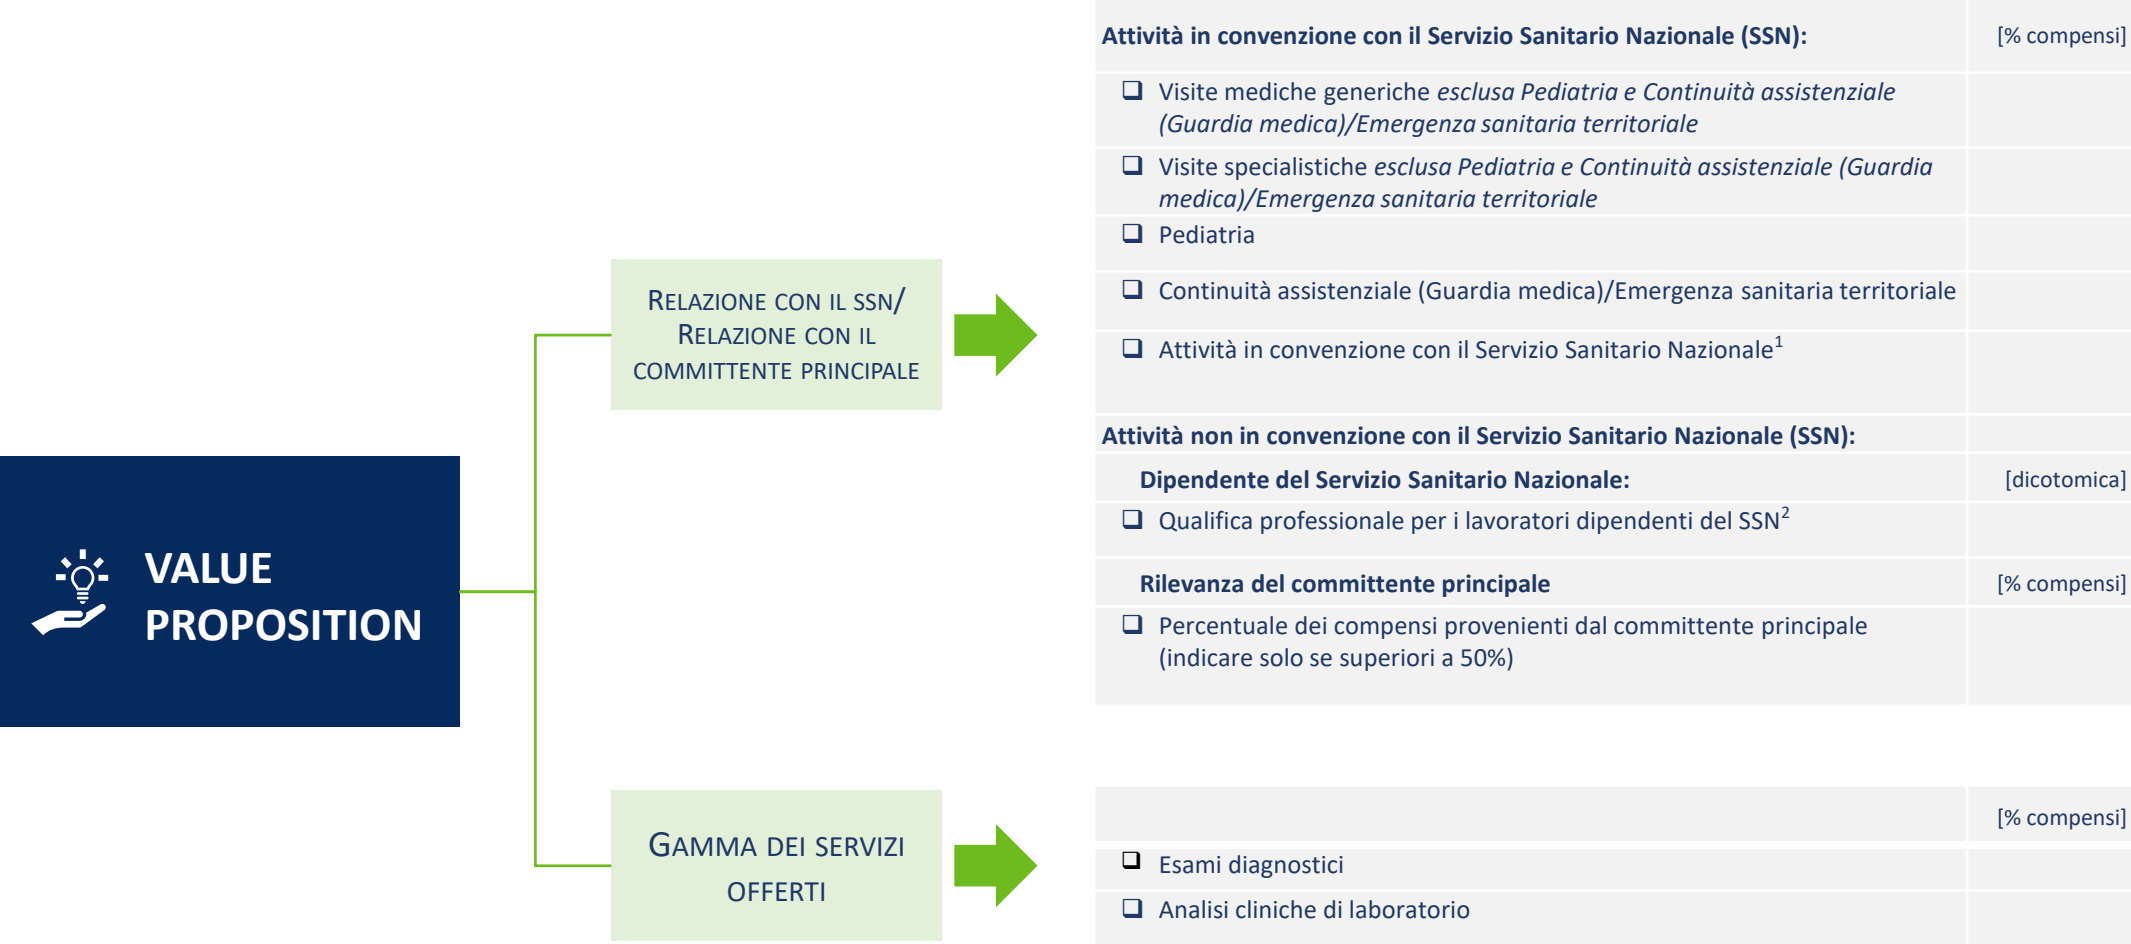 Attività in convenzione con il Servizio Sanitario Nazionale (SSN): [% compensi]
Visite mediche generiche esclusa Pediatria e Continuità assistenziale
(Guardia medica)/Emergenza sanitaria territoriale
Visite specialistiche esclusa Pediatria e Continuità assistenziale (Guardia
medica)/Emergenza sanitaria territoriale
Pediatria
Continuità assistenziale (Guardia medica)/Emergenza sanitaria territoriale
Attività in convenzione con il Servizio Sanitario Nazionale1
Attività non in convenzione con il Servizio Sanitario Nazionale (SSN):
Dipendente del Servizio Sanitario Nazionale: [dicotomica]
Qualifica professionale per i lavoratori dipendenti del SSN2
Rilevanza del committente principale [% compensi]
Percentuale dei compensi provenienti dal committente principale
(indicare solo se superiori a 50%)
RELAZIONE CON IL SSN/
RELAZIONE CON IL
COMMITTENTE PRINCIPALE
VALUE
PROPOSITION
GAMMA DEI SERVIZI
OFFERTI
[% compensi]
Esami diagnostici
Analisi cliniche di laboratorio